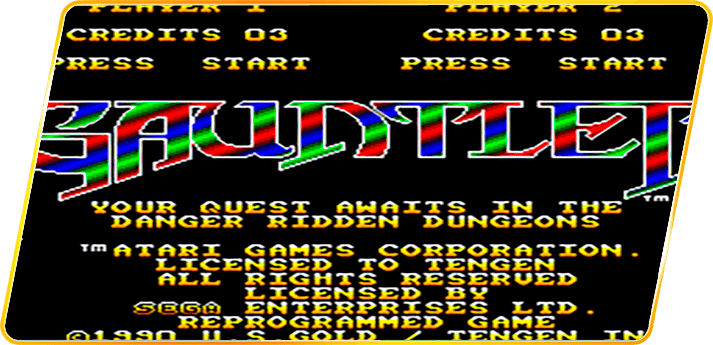 PLAYER 1 PLAYER 2
CREDITS 03 CREDITS 03
PRESS START PRESS START
GAUNTLET
TM
YOUR QUEST AWAITS IN THE
DANGER RIDDEN DUNGEONS
TM ATARI GAMES CORPORATION.
LICENSED TO TENGEN
ALL RIGHTS RESERVED
LICENSED BY
SEGA ENTERPRISES LTD.
REPROGRAMMED GAME
©1990 U.S.GOLD / TENGEN IN